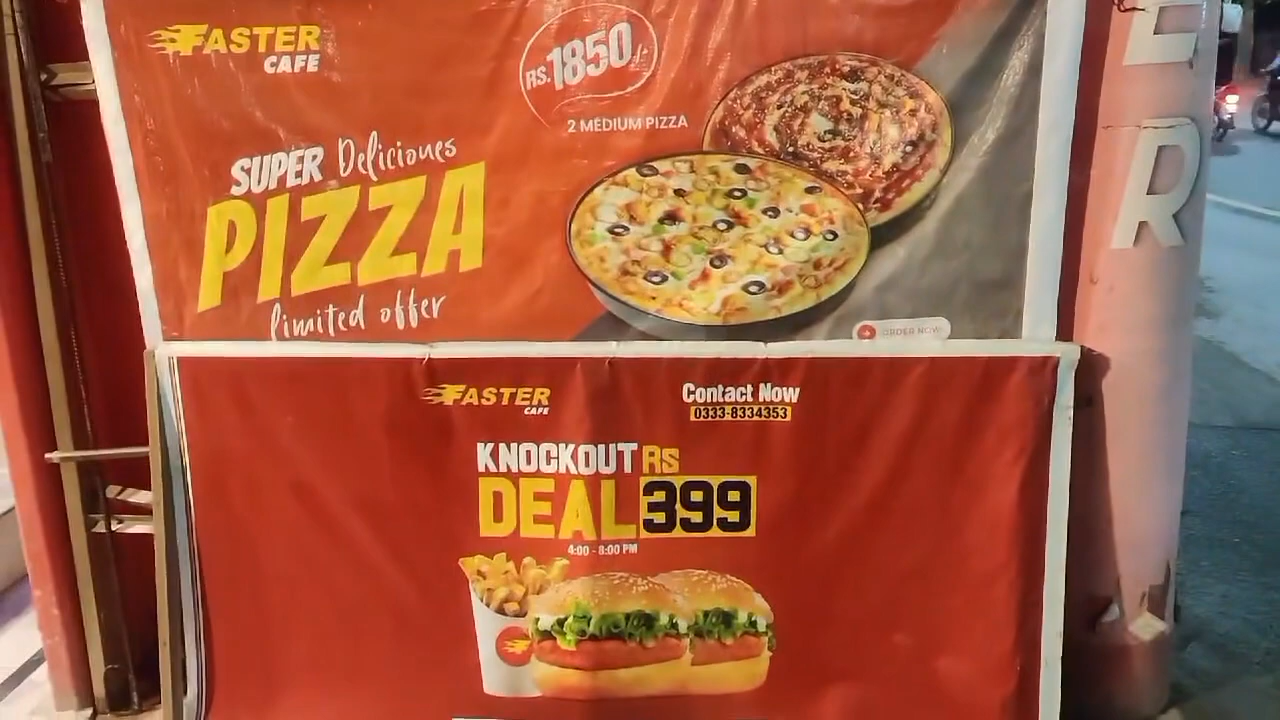 FASTER
CAFE
RS.1850/-
2 MEDIUM PIZZA
SUPER Deliciones
PIZZA
limited offer
ORDER NOW
E
R
FASTER
CAFE
Contact Now
0333-8334353
KNOCKOUT Rs
DEAL 399
4:00 - 8:00 PM